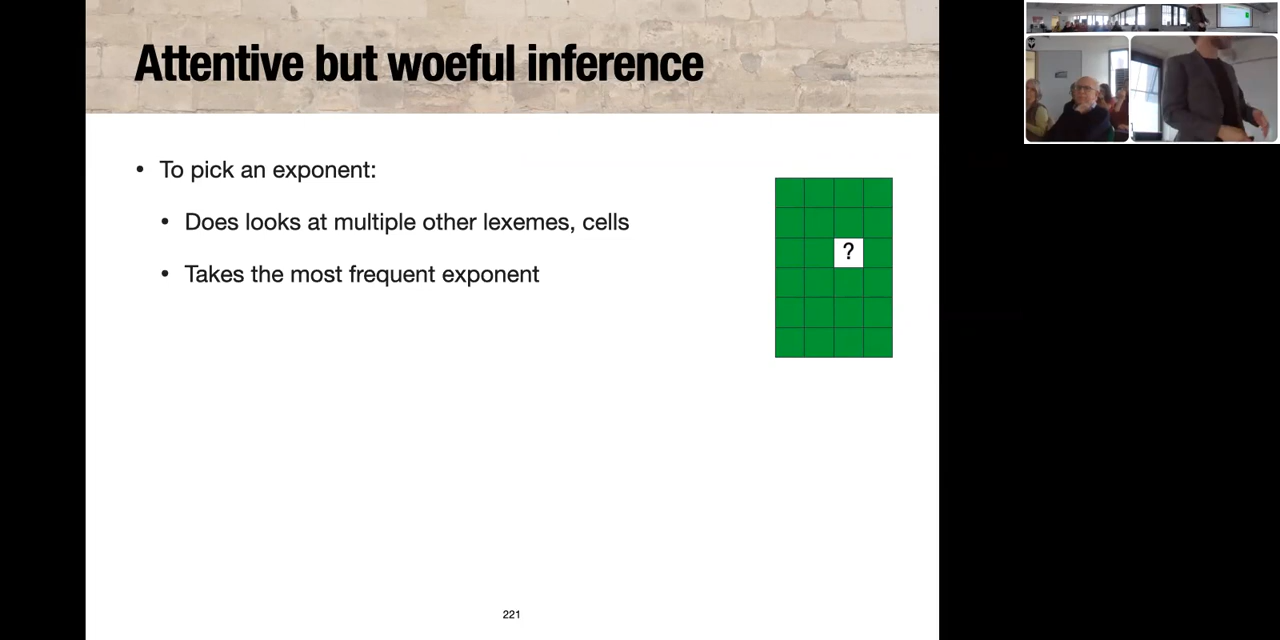 Attentive but woeful inference
• To pick an exponent:
• Does looks at multiple other lexemes, cells
• Takes the most frequent exponent
?
221